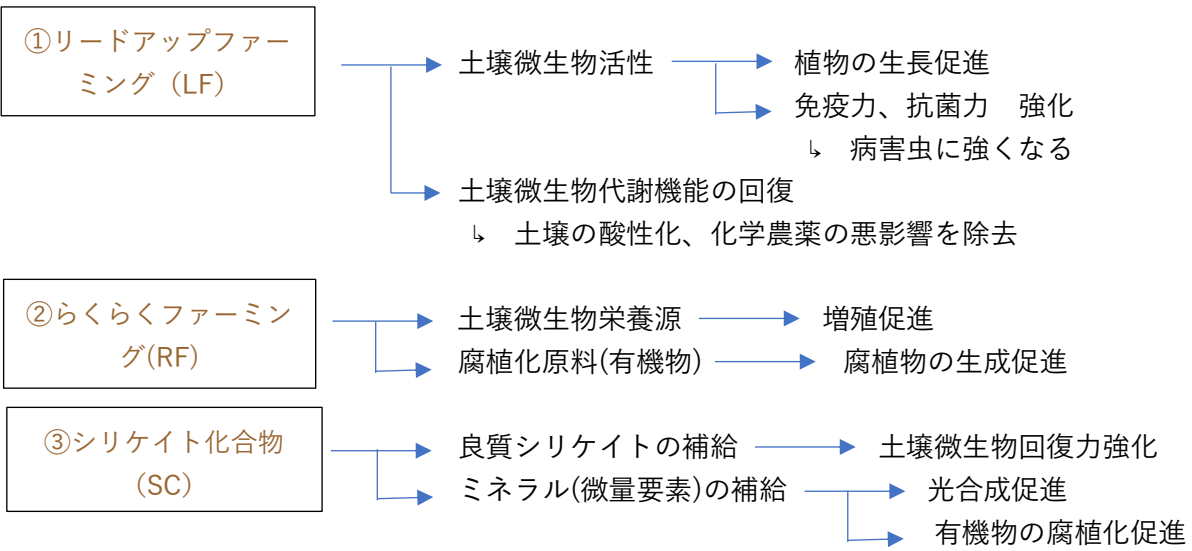 ①リードアップファー
ミング（LF）
土壌微生物活性
植物の生長促進
免疫力、抗菌力　強化
↳　病害虫に強くなる
土壌微生物代謝機能の回復
↳　土壌の酸性化、化学農薬の悪影響を除去
②らくらくファーミン
グ(RF)
土壌微生物栄養源
増殖促進
腐植化原料(有機物)
腐植物の生成促進
③シリケイト化合物
（SC）
良質シリケイトの補給
土壌微生物回復力強化
ミネラル(微量要素)の補給
光合成促進
有機物の腐植化促進